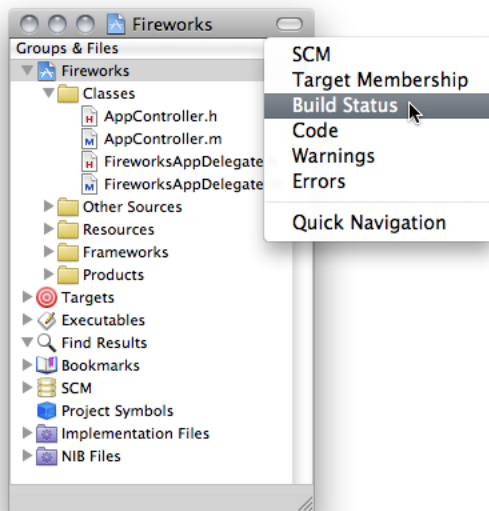 Fireworks
Groups & Files
Fireworks
Classes
AppController.h
AppController.m
FireworksAppDelegate
FireworksAppDelegate
Other Sources
Resources
Frameworks
Products
Targets
Executables
Find Results
Bookmarks
SCM
Project Symbols
Implementation Files
NIB Files
SCM
Target Membership
Build Status
Code
Warnings
Errors
Quick Navigation